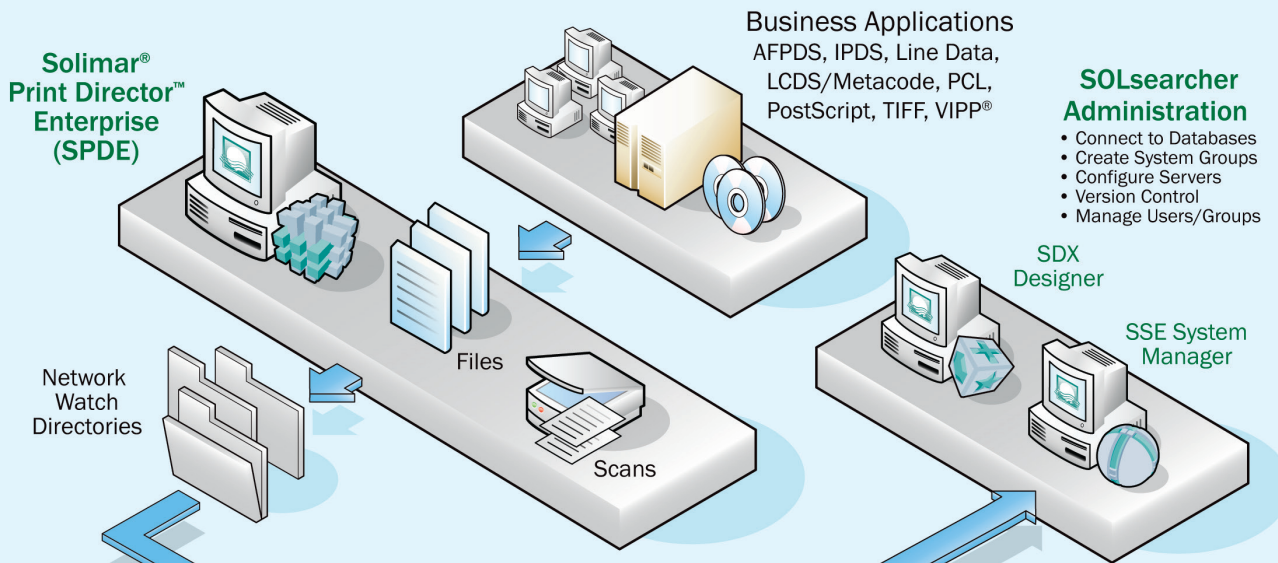 Solimar®
Print Director™
Enterprise
(SPDE)
Business Applications
AFPDS, IPDS, Line Data,
LCDS/Metacode, PCL,
PostScript, TIFF, VIPP®
SOLsearcher
Administration
• Connect to Databases
• Create System Groups
• Configure Servers
• Version Control
• Manage Users/Groups
SDX
Designer
SSE System
Manager
Files
Network
Watch
Directories
Scans